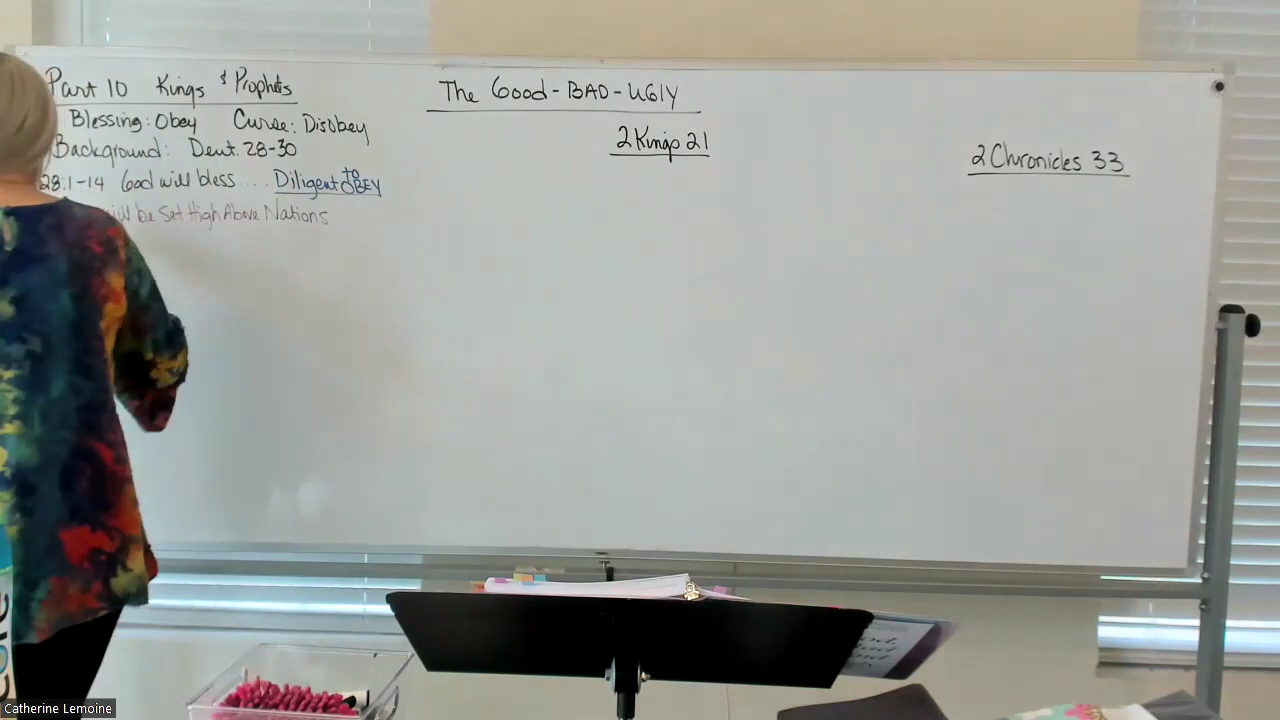 Part 10 Kings & Prophets
Blessing: Obey Curse: Disobey
Background: Deut. 28-30
28:1-14 God will bless .... Diligent to OBEY
will be Set High Above Nations
The Good-BAD-UGly
2 Kings 21
2 Chronicles 33
Catherine Lemoine